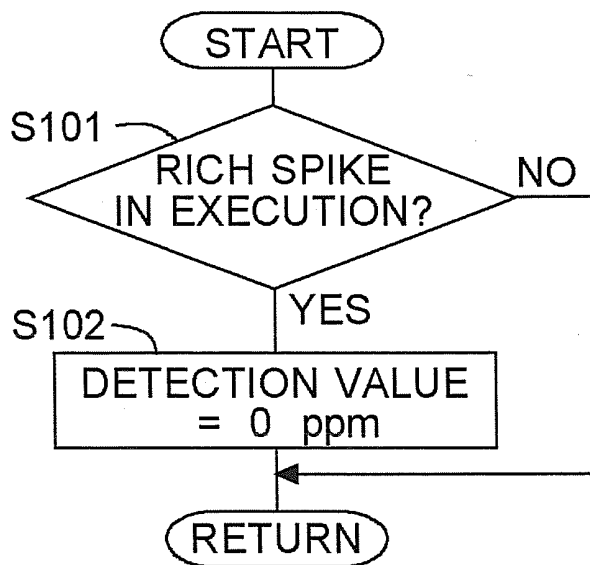 START
S101
RICH SPIKE
IN EXECUTION?
NO
YES
S102
DETECTION VALUE
= 0 ppm
RETURN